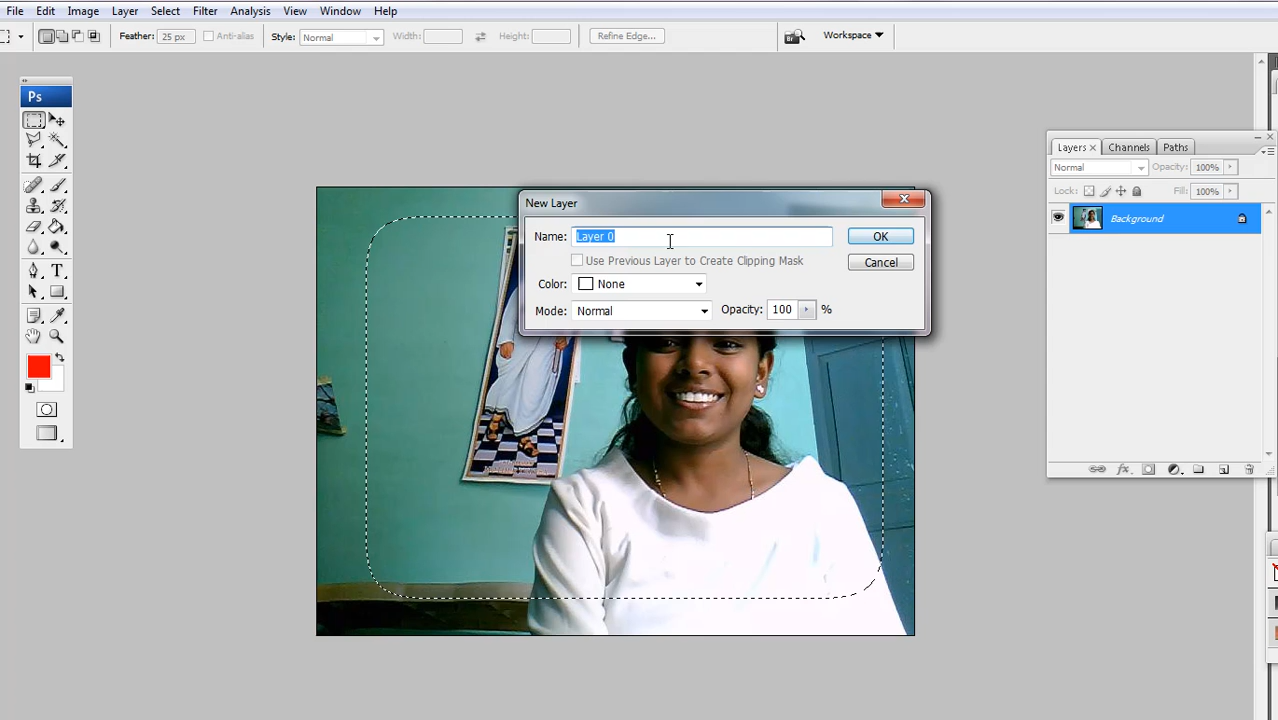 File Edit Image Layer Select Filter Analysis View Window Help
Feather: 25 px Anti-alias Style: Normal Width: Height: Refine Edge... Br Workspace
Ps
T
New Layer
Name: Layer 0 OK
Use Previous Layer to Create Clipping Mask Cancel
Color: None
Mode: Normal Opacity: 100 %
Layers x Channels Paths
Normal Opacity: 100%
Lock: Fill: 100%
Background
fx